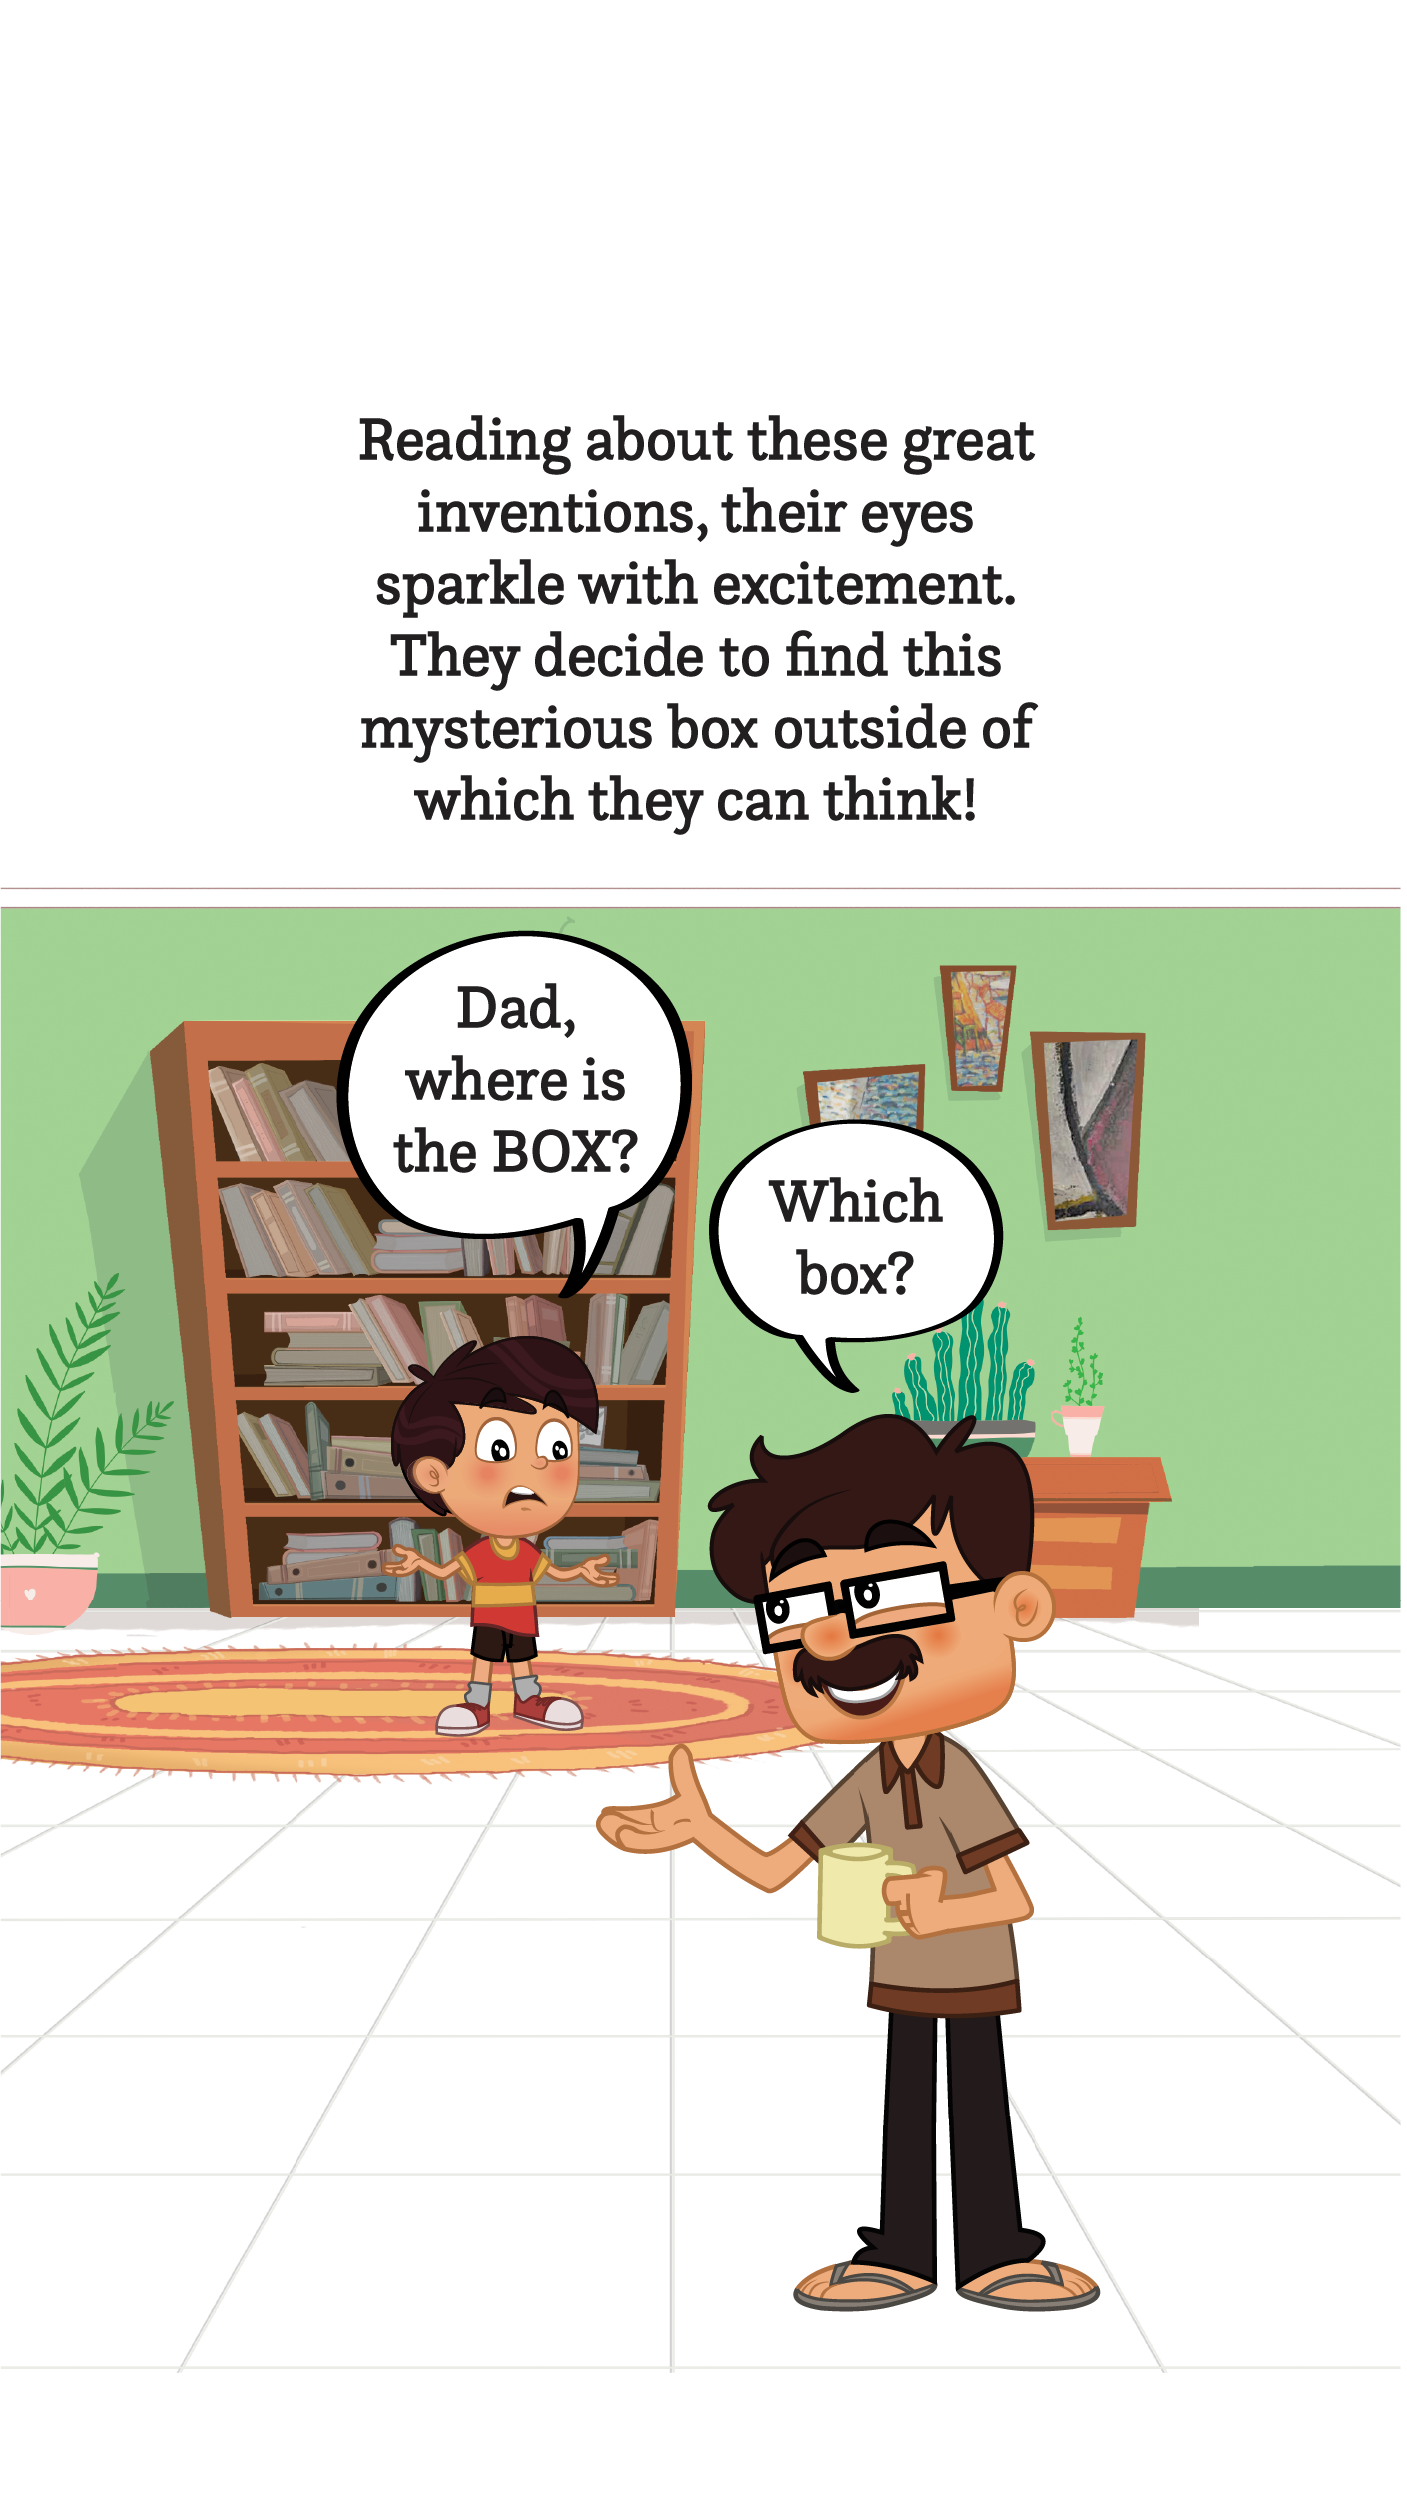 Reading about these great
inventions, their eyes
sparkle with excitement.
They decide to find this
mysterious box outside of
which they can think!
Dad,
where is
the BOX?
Which
box?